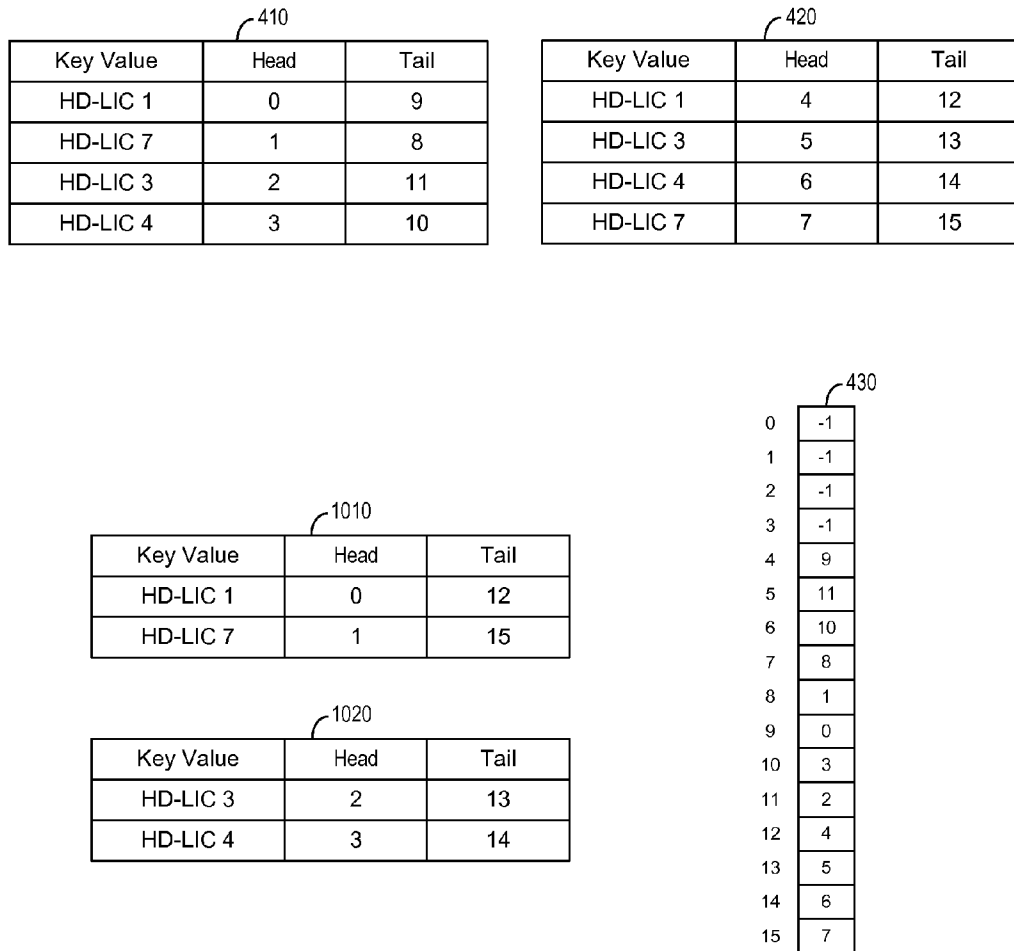 410
Key Value Head Tail
HD-LIC 1 0 9
HD-LIC 7 1 8
HD-LIC 3 2 11
HD-LIC 4 3 10
420
Key Value Head Tail
HD-LIC 1 4 12
HD-LIC 3 5 13
HD-LIC 4 6 14
HD-LIC 7 7 15
1010
Key Value Head Tail
HD-LIC 1 0 12
HD-LIC 7 1 15
1020
Key Value Head Tail
HD-LIC 3 2 13
HD-LIC 4 3 14
430
0 -1
1 -1
2 -1
3 -1
4 9
5 11
6 10
7 8
8 1
9 0
10 3
11 2
12 4
13 5
14 6
15 7